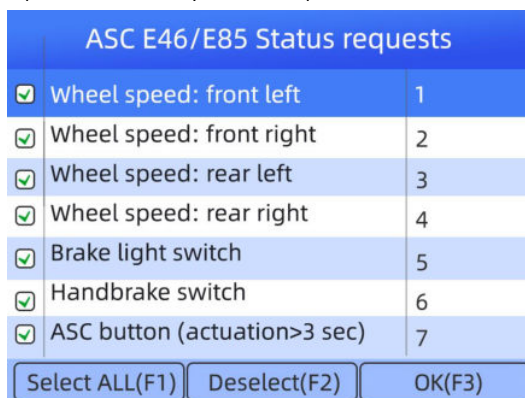 ASC E46/E85 Status requests
Wheel speed: front left 1
Wheel speed: front right 2
Wheel speed: rear left 3
Wheel speed: rear right 4
Brake light switch 5
Handbrake switch 6
ASC button (actuation>3 sec) 7
Select ALL(F1) Deselect(F2) OK(F3)